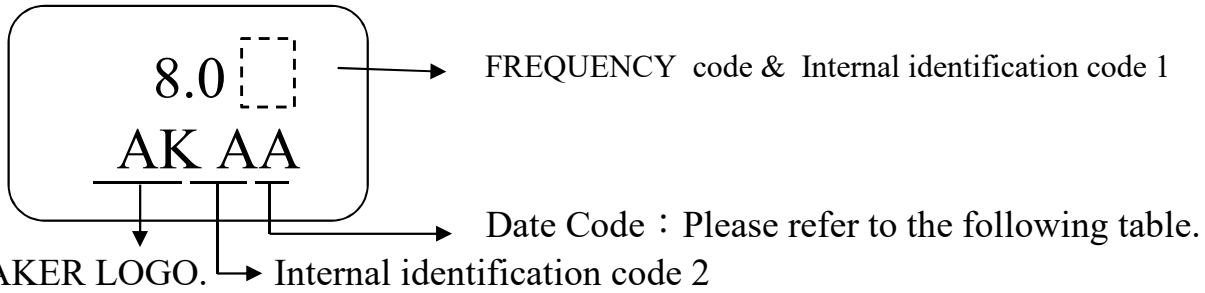 8.0
FREQUENCY code & Internal identification code 1
AK AA
Date Code：Please refer to the following table.
AKER LOGO.
Internal identification code 2